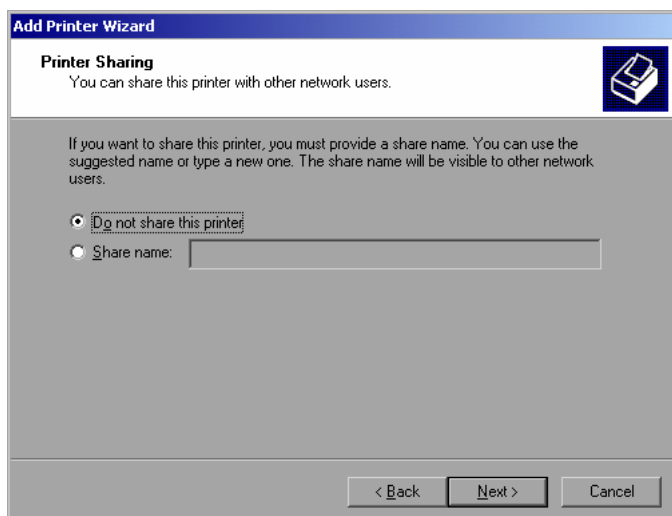 Add Printer Wizard
Printer Sharing
You can share this printer with other network users.
If you want to share this printer, you must provide a share name. You can use the
suggested name or type a new one. The share name will be visible to other network
users.
Do not share this printer
Share name:
< Back Next > Cancel